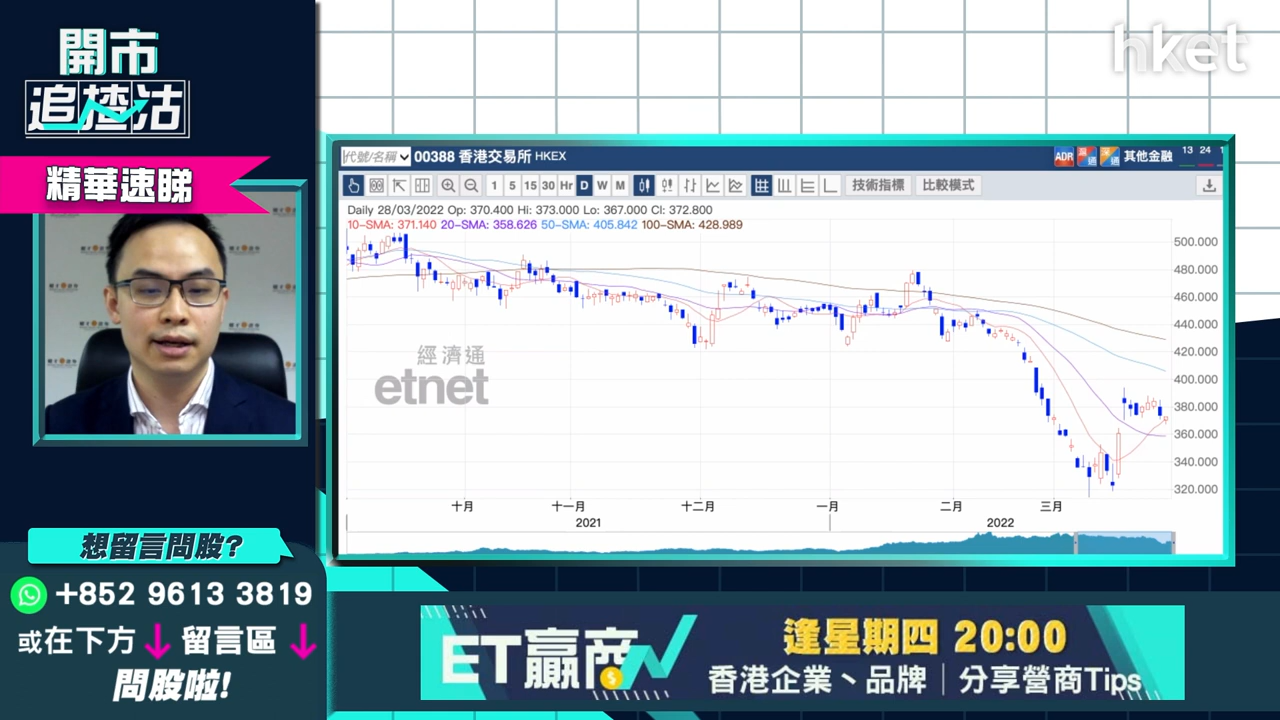 開市
追揸沽
精華速睇
想留言問股?
+852 9613 3819
或在下方 留言區
問股啦!
hket
代號/名稱 00388 香港交易所 HKEX
ADR 其他金融 13 24
1 5 15 30 Hr D W M 技術指標 比較模式
Daily 28/03/2022 Op: 370.400 Hi: 373.000 Lo: 367.000 Cl: 372.800
10-SMA: 371.140 20-SMA: 358.626 50-SMA: 405.842 100-SMA: 428.989
500.000
480.000
460.000
440.000
420.000
400.000
380.000
360.000
340.000
320.000
經濟通
etnet
十月 十一月 十二月 一月 二月 三月
2021 2022
ET贏商
逢星期四 20:00
香港企業、品牌｜分享營商Tips